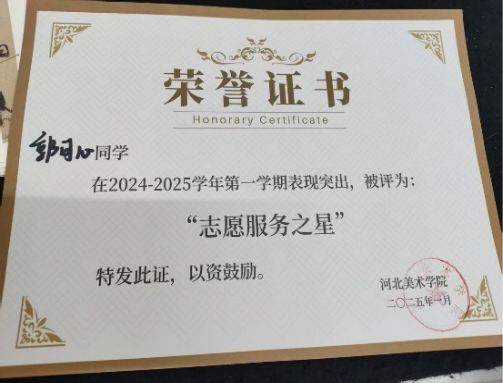 荣誉证书
Honorary Certificate
同学
在2024-2025学年第一学期表现突出，被评为：
“志愿服务之星”
特发此证，以资鼓励。
河北美术学院
二〇二五年一月